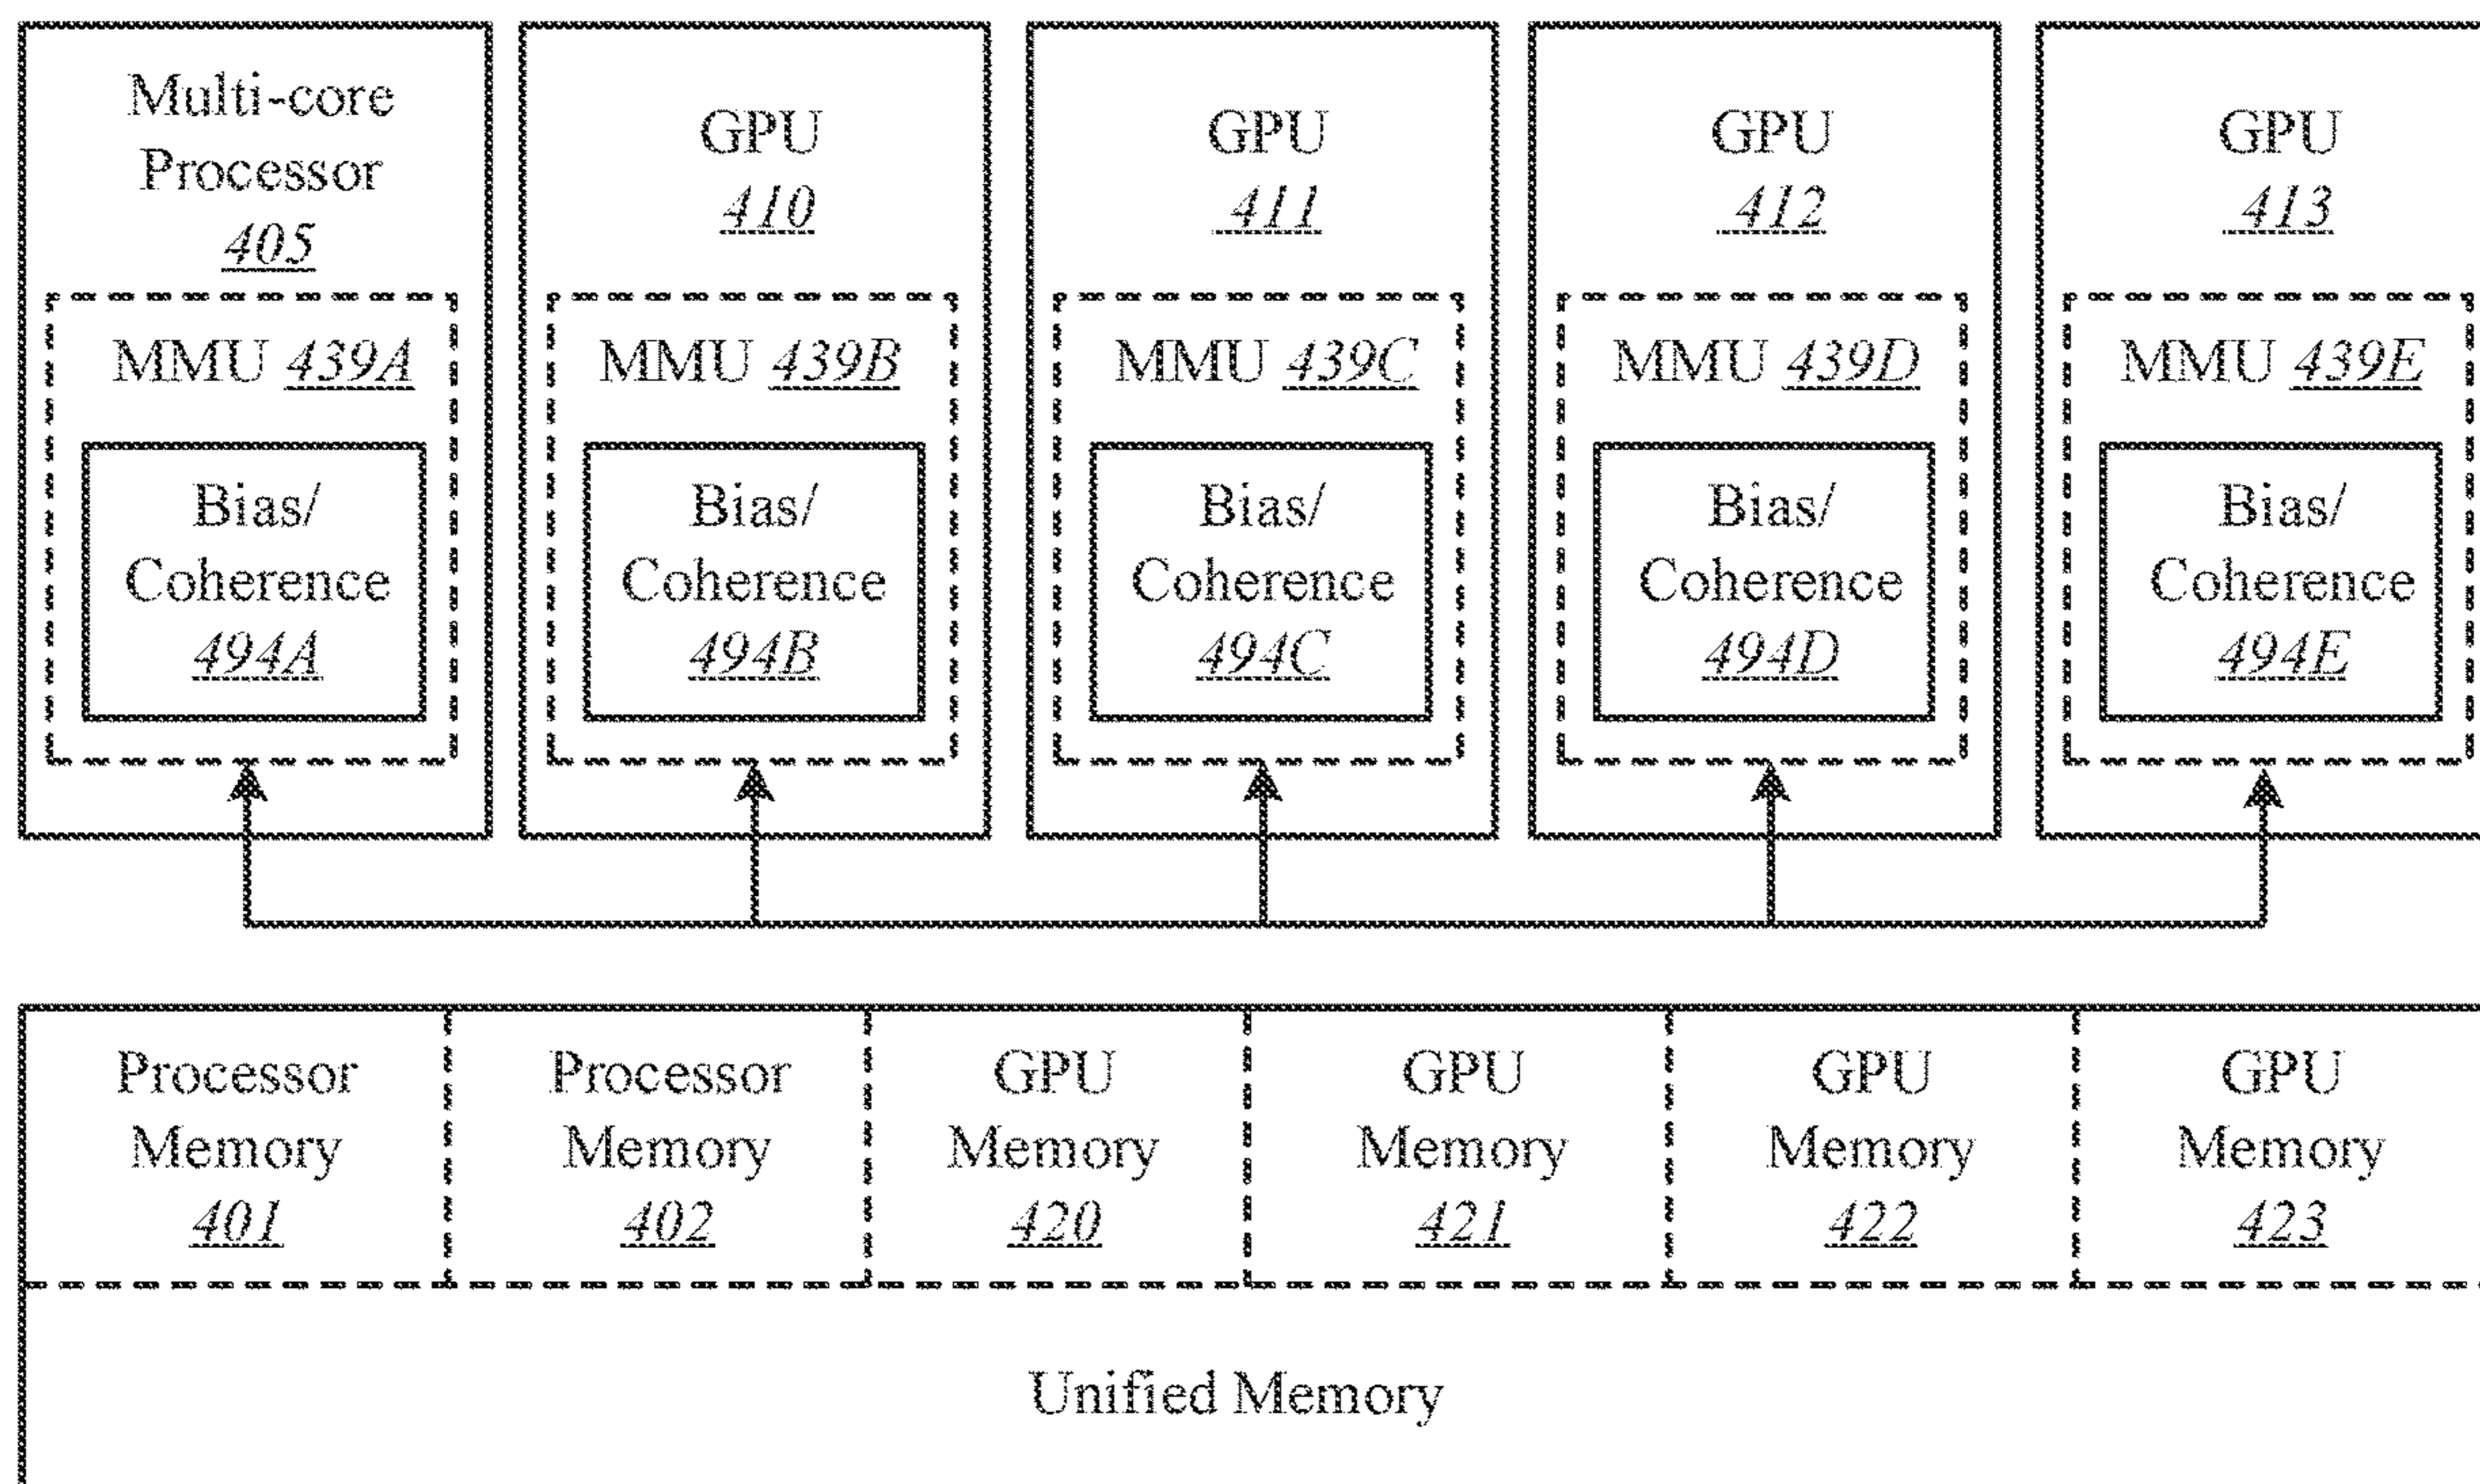 Multi-core
Processor
405
MMU 439A
Bias/
Coherence
494A
GPU
410
MMU 439B
Bias/
Coherence
494B
GPU
411
MMU 439C
Bias/
Coherence
494C
GPU
412
MMU 439D
Bias/
Coherence
494D
GPU
413
MMU 439E
Bias/
Coherence
494E
Processor
Memory
401
Processor
Memory
402
GPU
Memory
420
GPU
Memory
421
GPU
Memory
422
GPU
Memory
423
Unified Memory